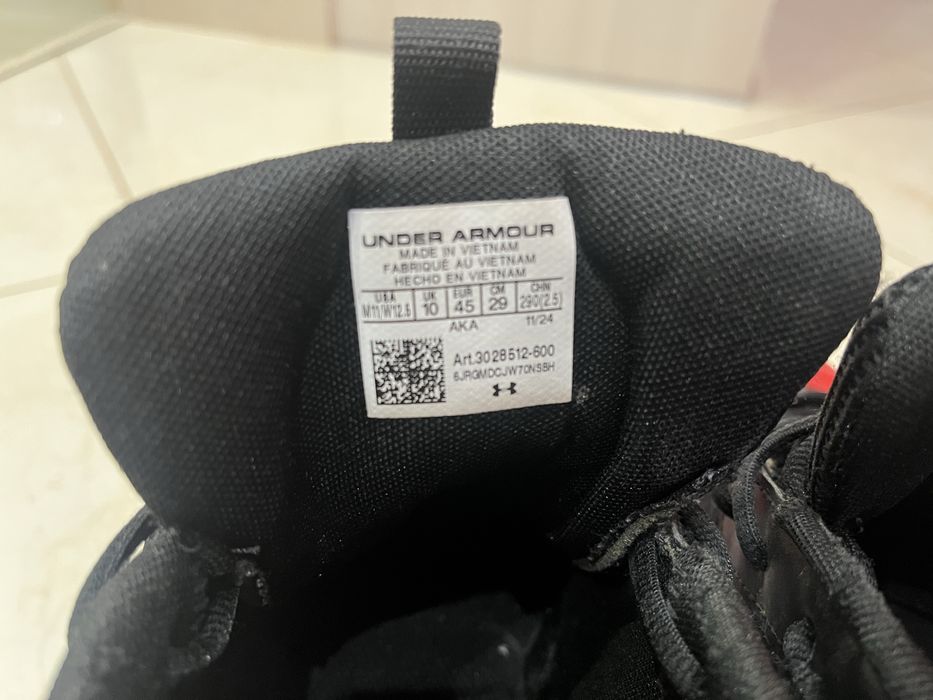 UNDER ARMOUR
MADE IN VIETNAM
FABRIQUÉ AU VIETNAM
HECHO EN VIETNAM
USA UK EUR CM CHN
M11/W12.5 10 45 29 290(2.5)
AKA 11/24
Art.3028512-600
6JRGMDCJW70NSBH